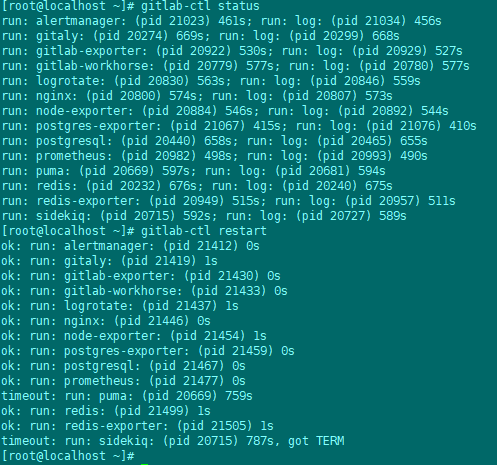 [root@localhost ~]# gitlab-ctl status
run: alertmanager: (pid 21023) 461s; run: log: (pid 21034) 456s
run: gitaly: (pid 20274) 669s; run: log: (pid 20299) 668s
run: gitlab-exporter: (pid 20922) 530s; run: log: (pid 20929) 527s
run: gitlab-workhorse: (pid 20779) 577s; run: log: (pid 20780) 577s
run: logrotate: (pid 20830) 563s; run: log: (pid 20846) 559s
run: nginx: (pid 20800) 574s; run: log: (pid 20807) 573s
run: node-exporter: (pid 20884) 546s; run: log: (pid 20892) 544s
run: postgres-exporter: (pid 21067) 415s; run: log: (pid 21076) 410s
run: postgresql: (pid 20440) 658s; run: log: (pid 20465) 655s
run: prometheus: (pid 20982) 498s; run: log: (pid 20993) 490s
run: puma: (pid 20669) 597s; run: log: (pid 20681) 594s
run: redis: (pid 20232) 676s; run: log: (pid 20240) 675s
run: redis-exporter: (pid 20949) 515s; run: log: (pid 20957) 511s
run: sidekiq: (pid 20715) 592s; run: log: (pid 20727) 589s
[root@localhost ~]# gitlab-ctl restart
ok: run: alertmanager: (pid 21412) 0s
ok: run: gitaly: (pid 21419) 1s
ok: run: gitlab-exporter: (pid 21430) 0s
ok: run: gitlab-workhorse: (pid 21433) 0s
ok: run: logrotate: (pid 21437) 1s
ok: run: nginx: (pid 21446) 0s
ok: run: node-exporter: (pid 21454) 1s
ok: run: postgres-exporter: (pid 21459) 0s
ok: run: postgresql: (pid 21467) 0s
ok: run: prometheus: (pid 21477) 0s
timeout: run: puma: (pid 20669) 759s
ok: run: redis: (pid 21499) 1s
ok: run: redis-exporter: (pid 21505) 1s
timeout: run: sidekiq: (pid 20715) 787s, got TERM
[root@localhost ~]#